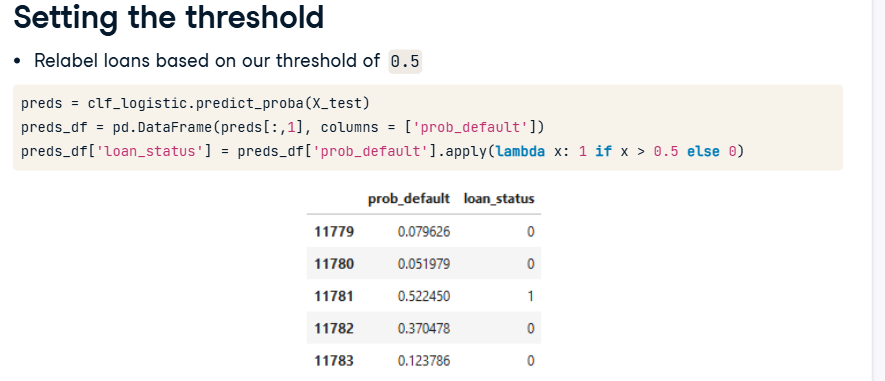 Setting the threshold
• Relabel loans based on our threshold of 0.5
preds = clf_logistic.predict_proba(X_test)
preds_df = pd.DataFrame(preds[:,1], columns = ['prob_default'])
preds_df['loan_status'] = preds_df['prob_default'].apply(lambda x: 1 if x > 0.5 else 0)
prob_default loan_status
11779 0.079626 0
11780 0.051979 0
11781 0.522450 1
11782 0.370478 0
11783 0.123786 0